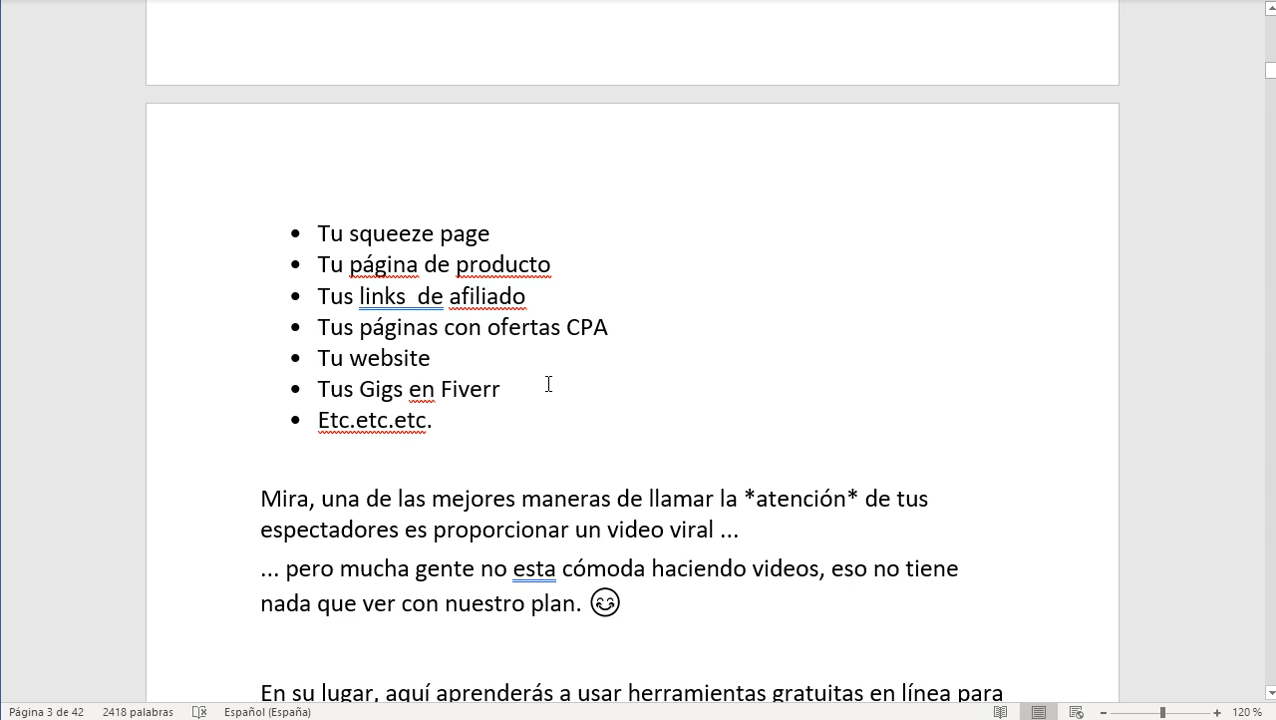 Tu squeeze page
Tu página de producto
Tus links  de afiliado
Tus páginas con ofertas CPA
Tu website
Tus Gigs en Fiverr
Etc.etc.etc.
Mira, una de las mejores maneras de llamar la *atención* de tus
espectadores es proporcionar un video viral ...
... pero mucha gente no esta cómoda haciendo videos, eso no tiene
nada que ver con nuestro plan. 😊
En su lugar, aquí aprenderás a usar herramientas gratuitas en línea para
Página 3 de 42 2418 palabras Español (España) 120 %